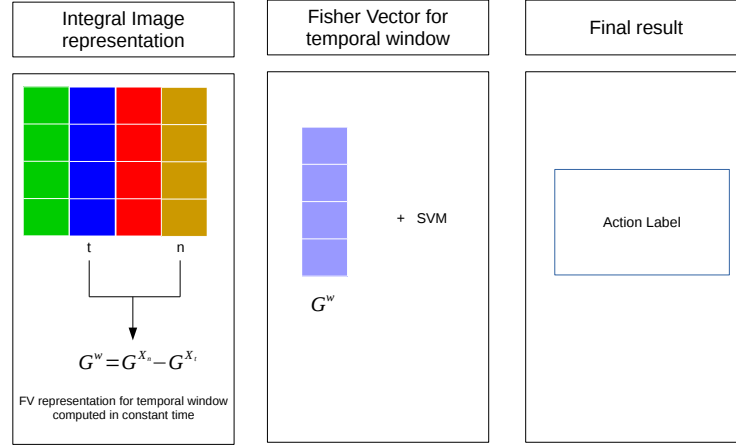 Integral Image
representation
Fisher Vector for
temporal window
Final result
t n
G^w = G^{X_n} − G^{X_t}
FV representation for temporal window
computed in constant time
G^w
+ SVM
Action Label